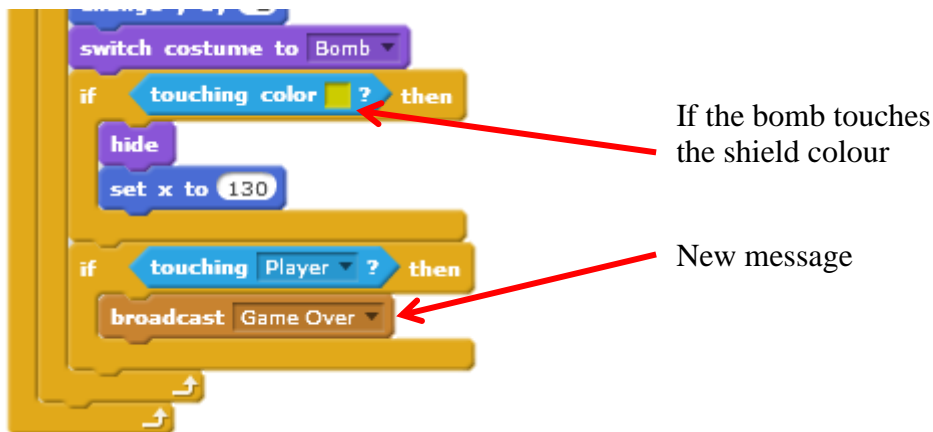 switch costume to Bomb
if touching color ? then
If the bomb touches
the shield colour
hide
set x to 130
if touching Player ? then
New message
broadcast Game Over